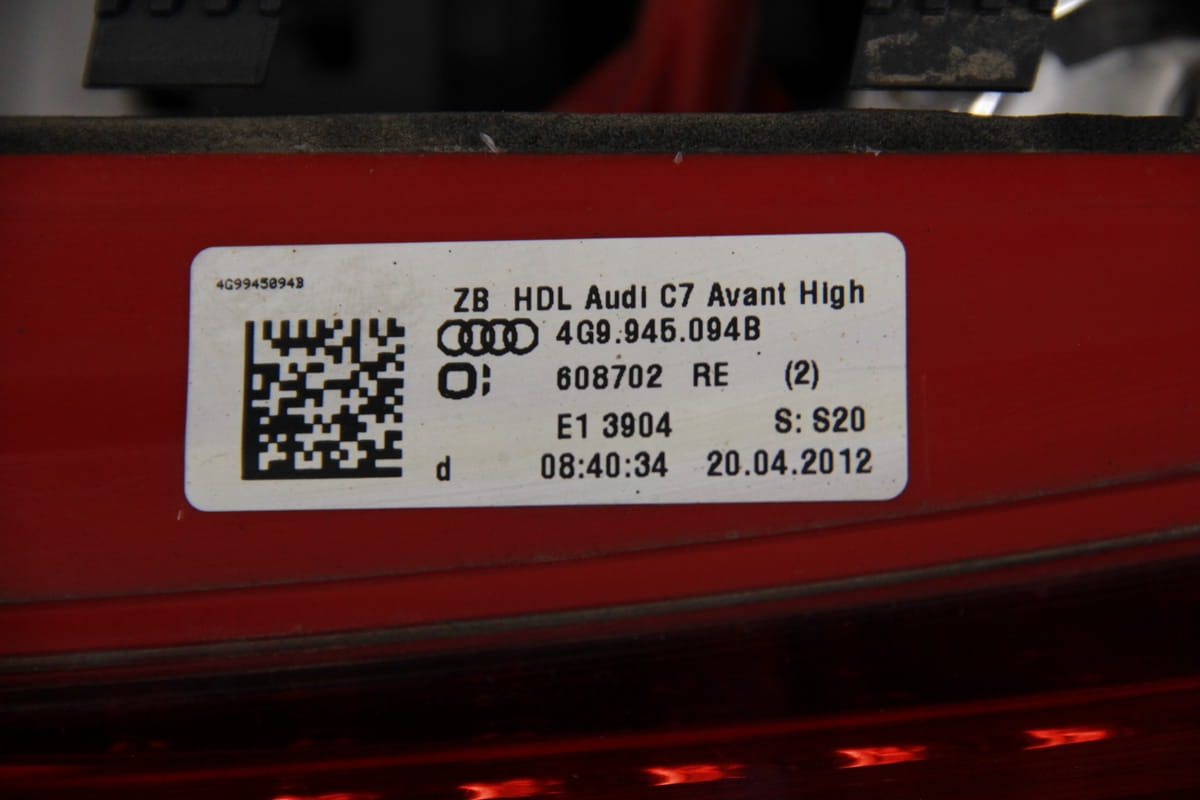 4G9945094B
ZB HDL Audi C7 Avant High
4G9.945.094B
608702 RE (2)
E1 3904 S: S20
d 08:40:34 20.04.2012